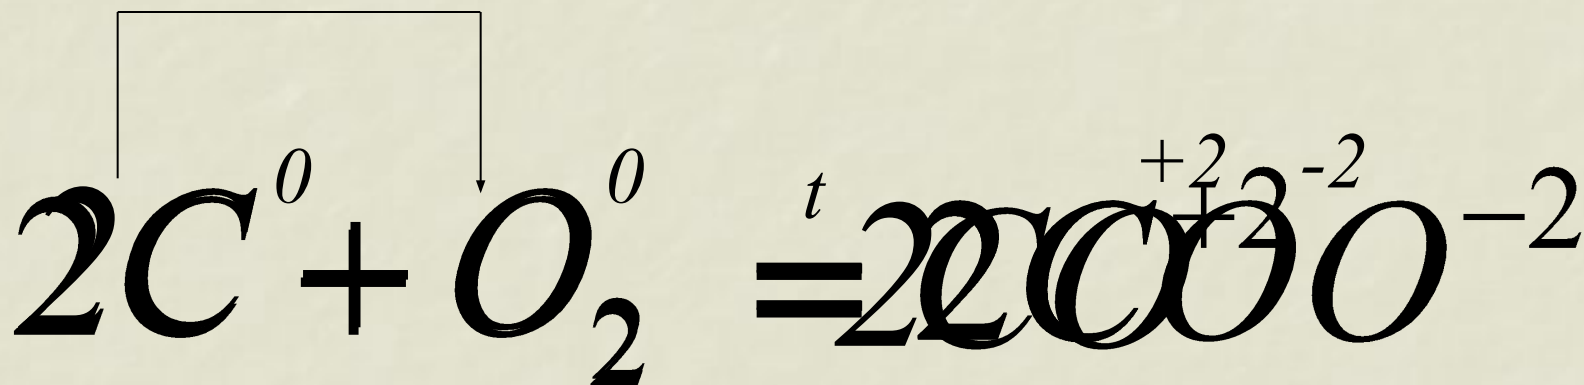 2C⁰ + O₂⁰ =ᵗ 2C⁺²O⁻²